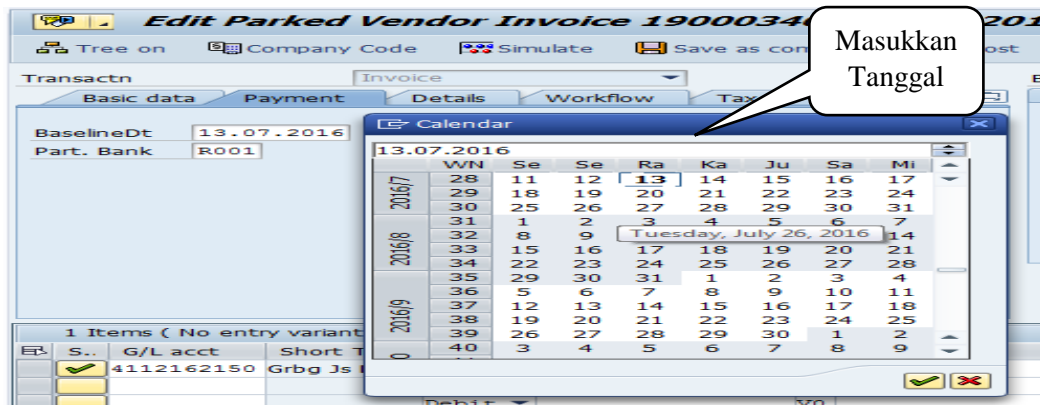 Edit Parked Vendor Invoice
Masukkan
Tanggal
Tree on Company Code Simulate Save as
Transactn Invoice
Basic data Payment Details Workflow Tax
BaselineDt 13.07.2016
Part. Bank R001
Calendar
13.07.2016
WN Se Se Ra Ka Ju Sa Mi
2016/7
28 11 12 13 14 15 16 17
29 18 19 20 21 22 23 24
30 25 26 27 28 29 30 31
2016/8
31 1 2 3 4 5 6 7
32 8 9 14
Tuesday, July 26, 2016
33 15 16 17 18 19 20 21
34 22 23 24 25 26 27 28
2016/9
35 29 30 31 1 2 3 4
36 5 6 7 8 9 10 11
37 12 13 14 15 16 17 18
38 19 20 21 22 23 24 25
39 26 27 28 29 30 1 2
40 3 4 5 6 7 8 9
1 Items ( No entry variant
S.. G/L acct Short T
4112162150 Grbg Js
Debit